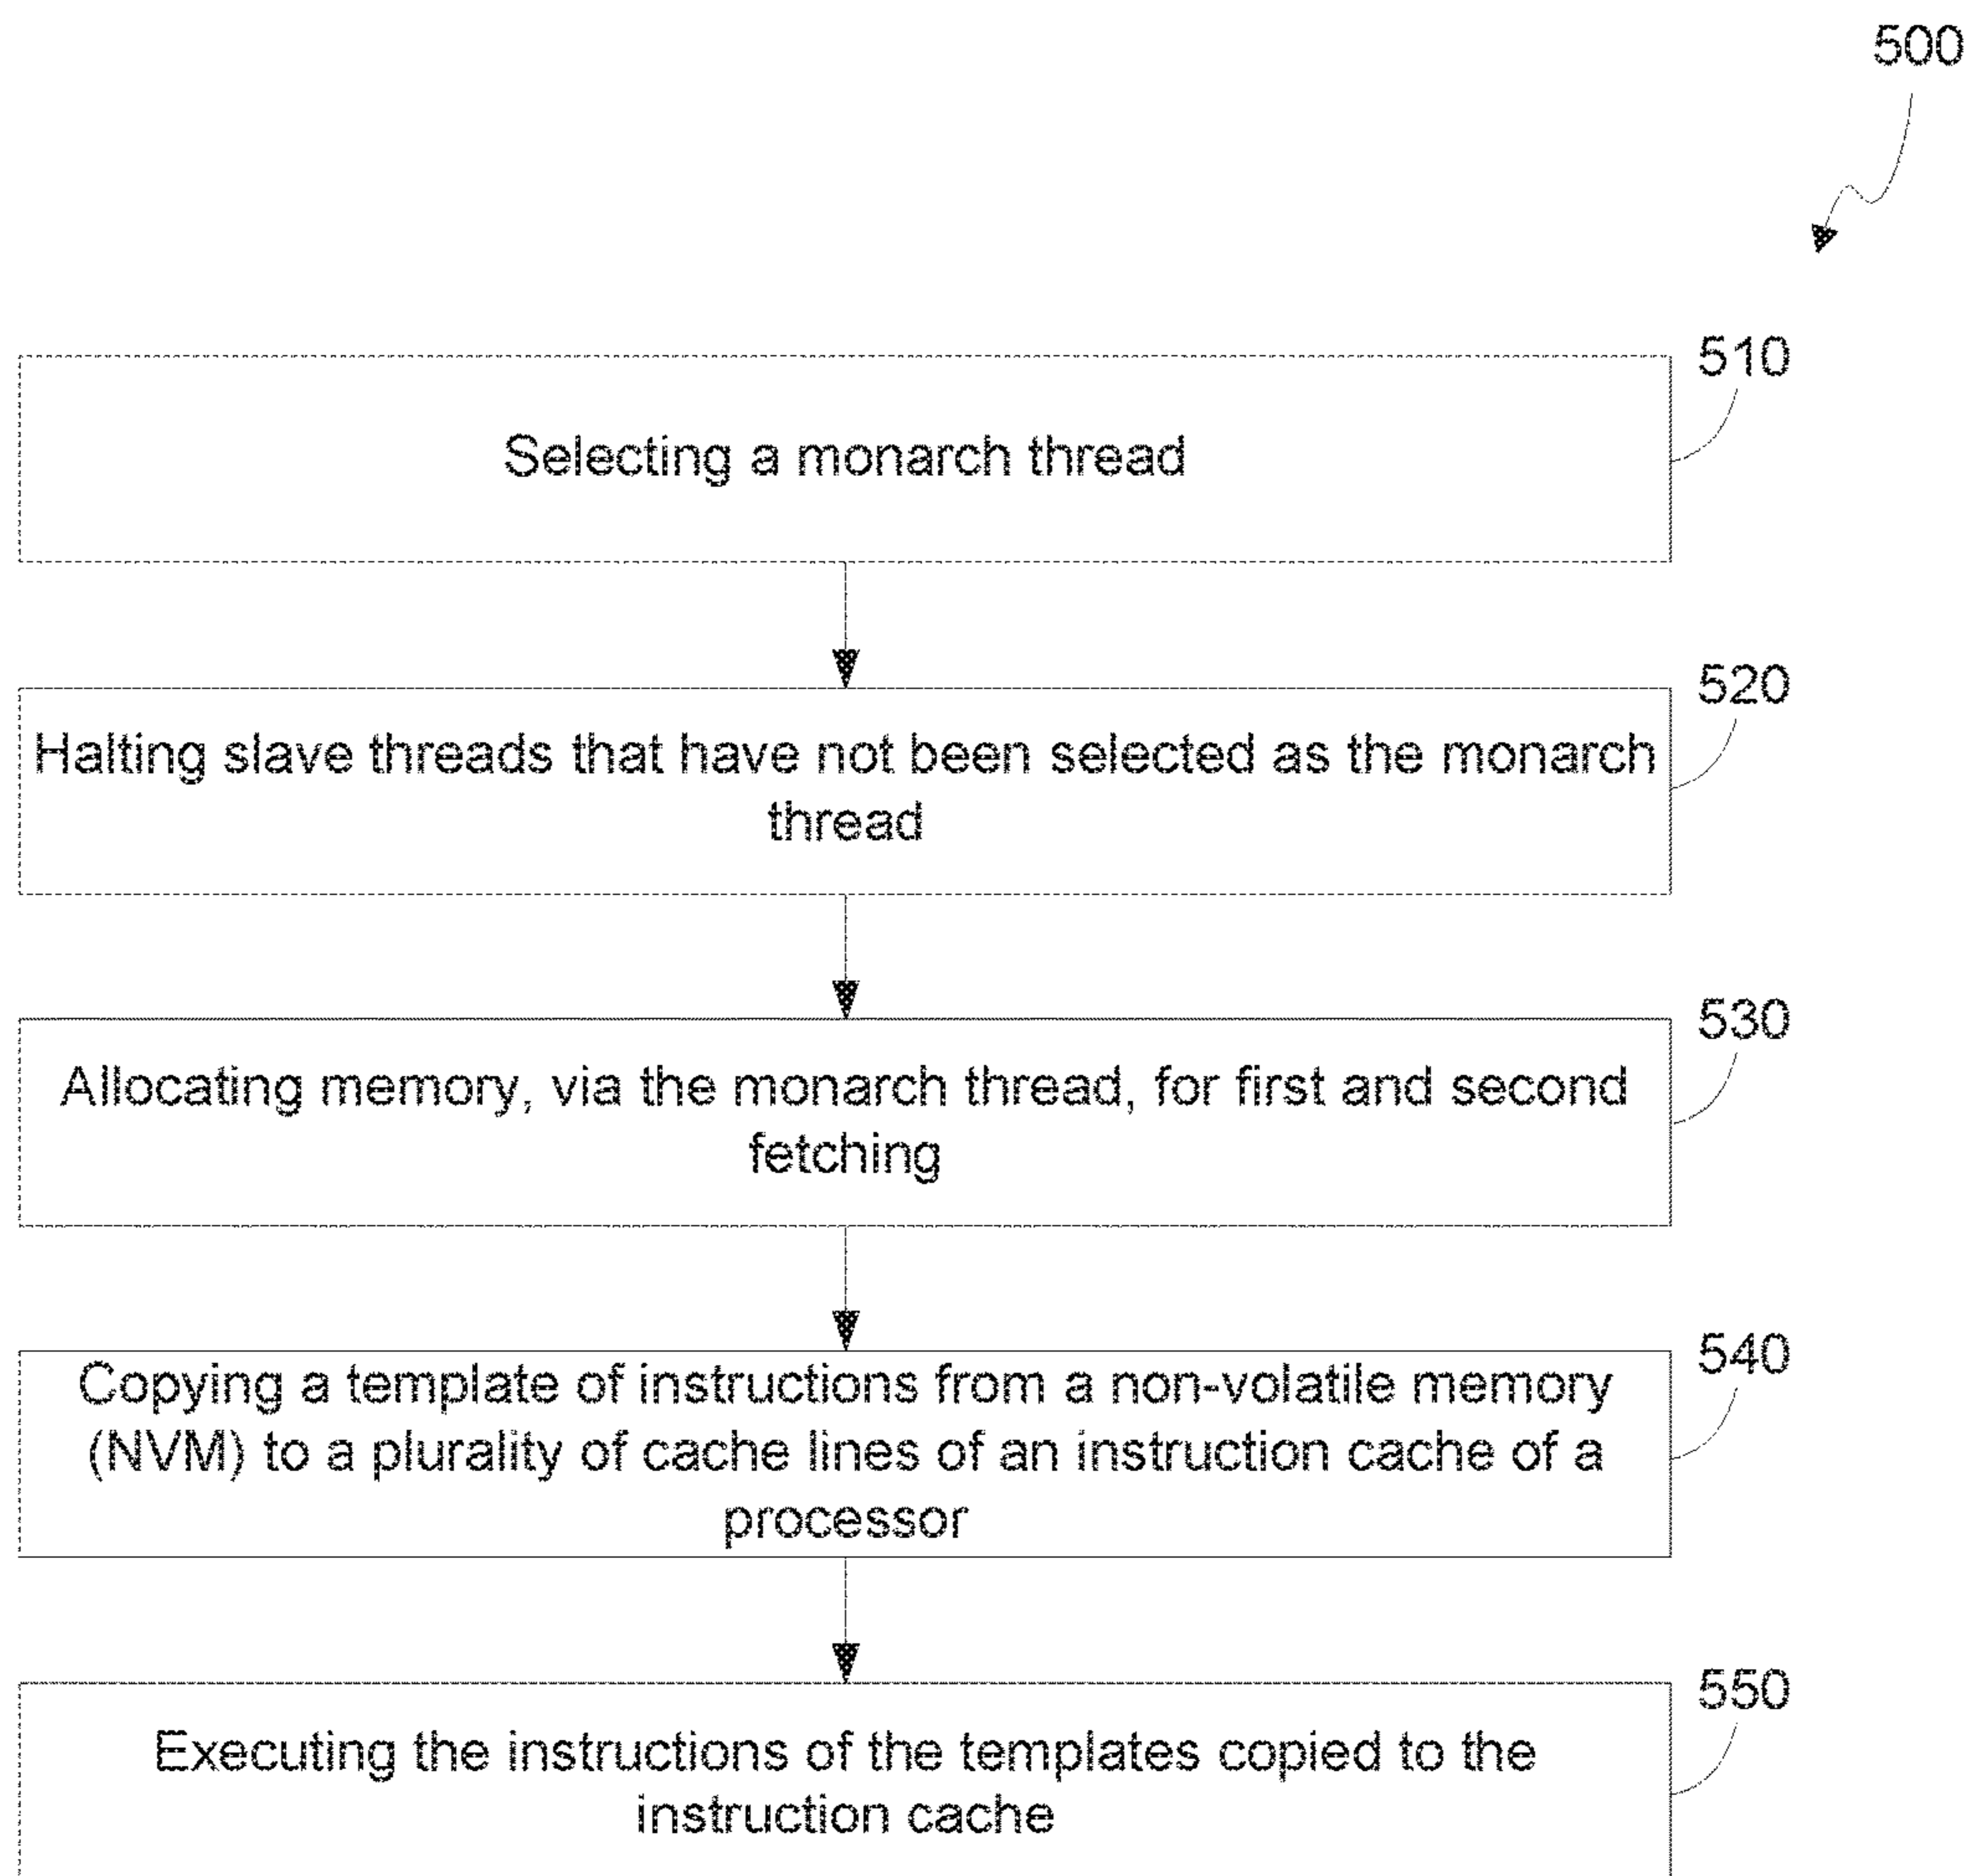 500
510
Selecting a monarch thread
520
Halting slave threads that have not been selected as the monarch
thread
530
Allocating memory, via the monarch thread, for first and second
fetching
540
Copying a template of instructions from a non-volatile memory
(NVM) to a plurality of cache lines of an instruction cache of a
processor
550
Executing the instructions of the templates copied to the
instruction cache